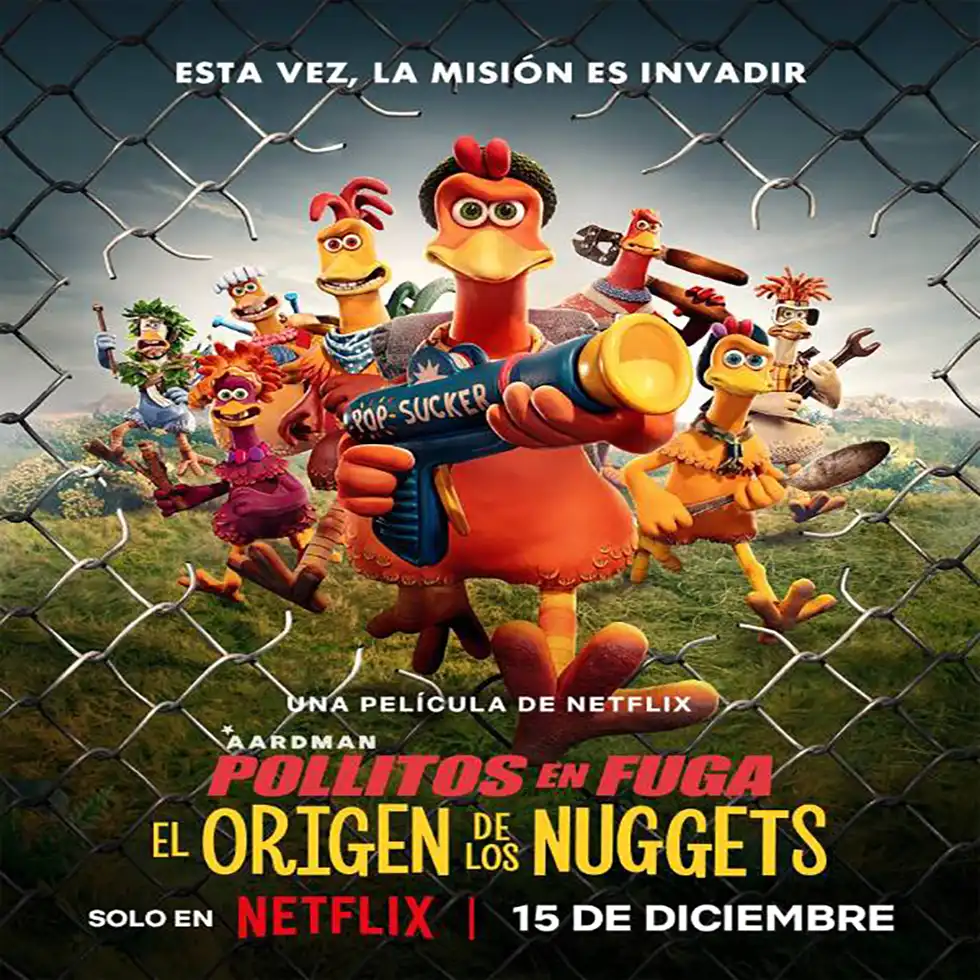 ESTA VEZ, LA MISIÓN ES INVADIR
POP-SUCKER
UNA PELÍCULA DE NETFLIX
AARDMAN
POLLITOS EN FUGA
EL ORIGEN DE LOS NUGGETS
SOLO EN NETFLIX | 15 DE DICIEMBRE